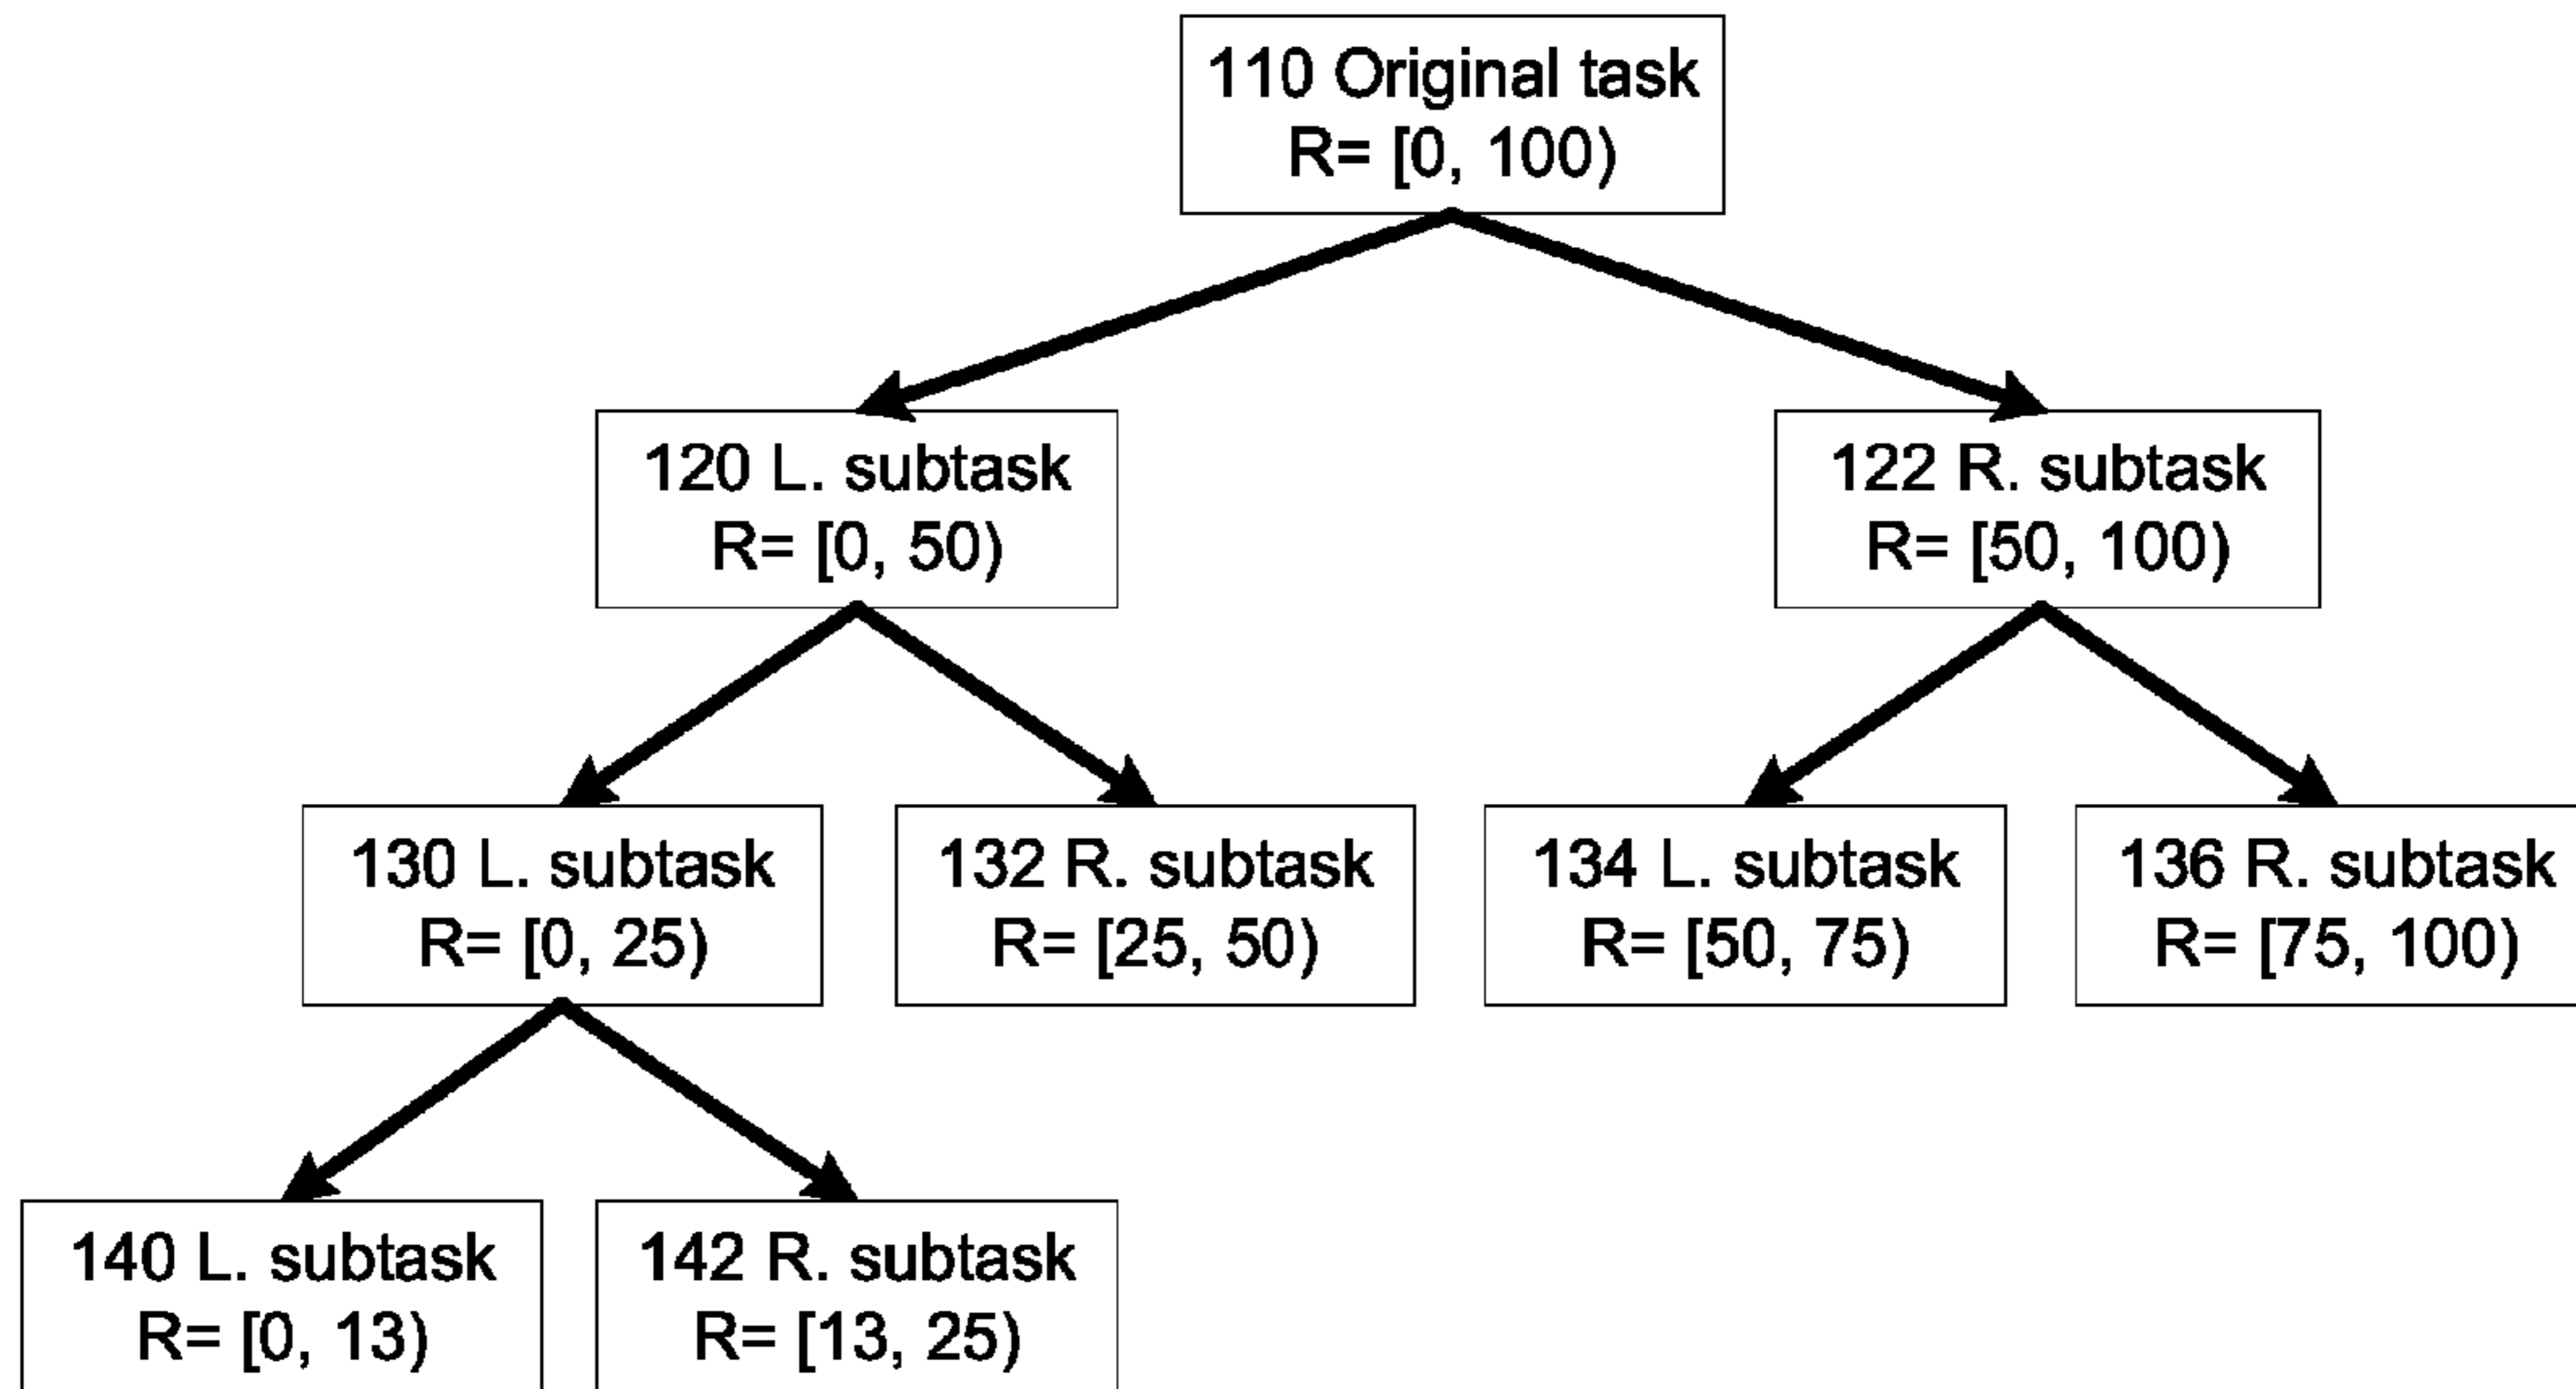 110 Original task
R= [0, 100)
120 L. subtask
R= [0, 50)
122 R. subtask
R= [50, 100)
130 L. subtask
R= [0, 25)
132 R. subtask
R= [25, 50)
134 L. subtask
R= [50, 75)
136 R. subtask
R= [75, 100)
140 L. subtask
R= [0, 13)
142 R. subtask
R= [13, 25)